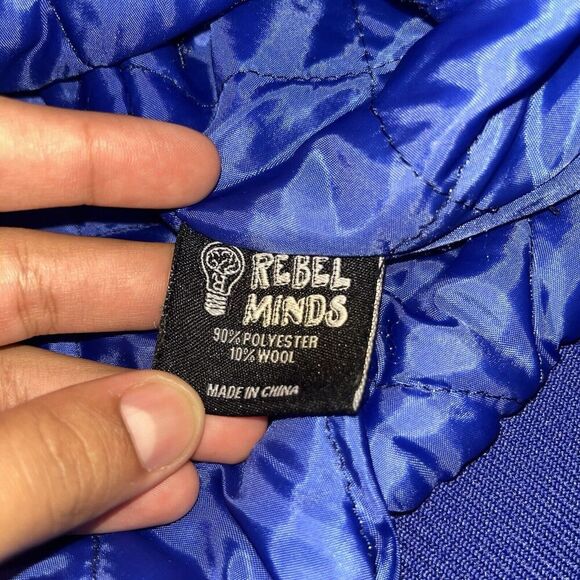 REBEL
MINDS
90% POLYESTER
10% WOOL
MADE IN CHINA